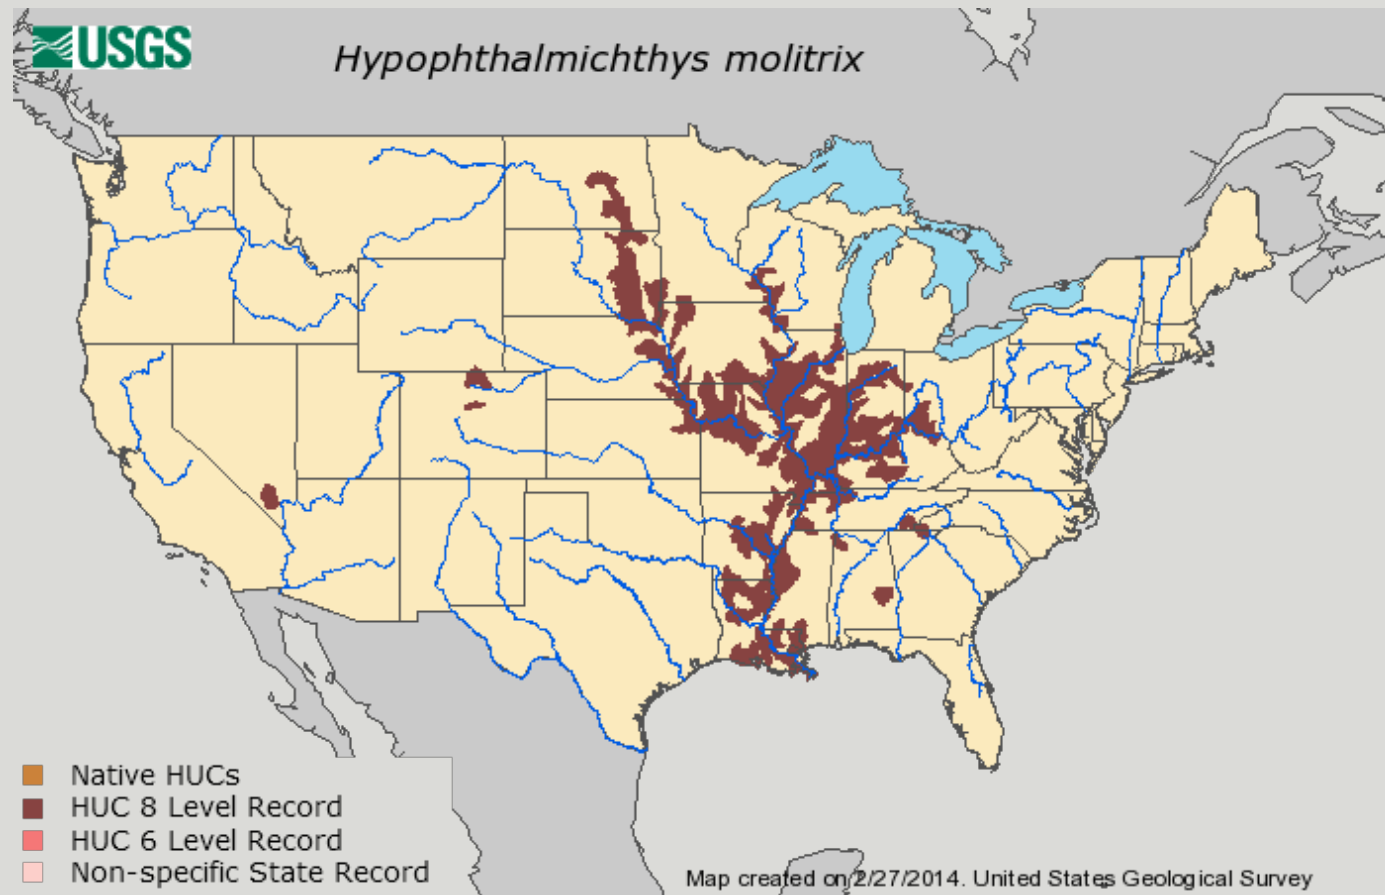 USGS
Hypophthalmichthys molitrix
Native HUCs
HUC 8 Level Record
HUC 6 Level Record
Non-specific State Record
Map created on 2/27/2014. United States Geological Survey